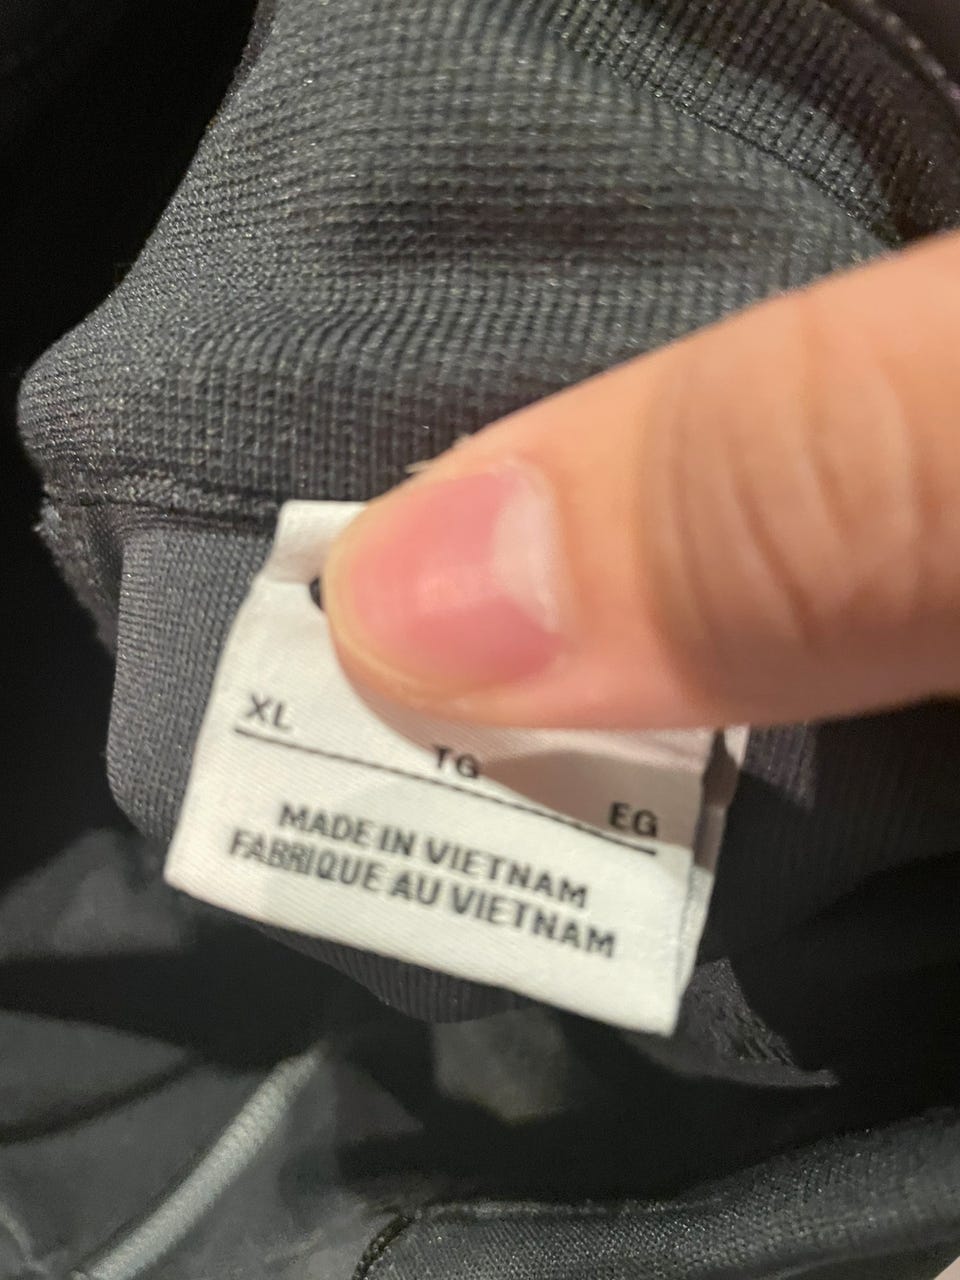 XL TG EG
MADE IN VIETNAM
FABRIQUE AU VIETNAM